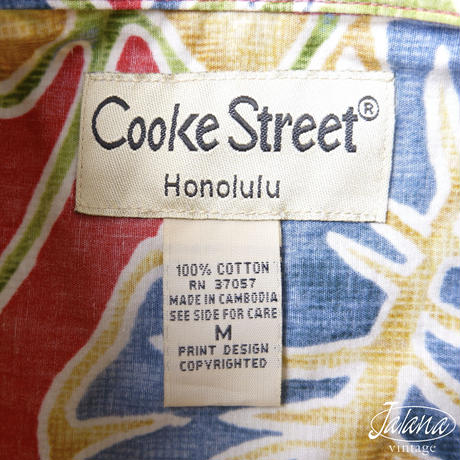 Cooke Street®
Honolulu
100% COTTON
RN 37057
MADE IN CAMBODIA
SEE SIDE FOR CARE
M
PRINT DESIGN
COPYRIGHTED
Jalana
vintage